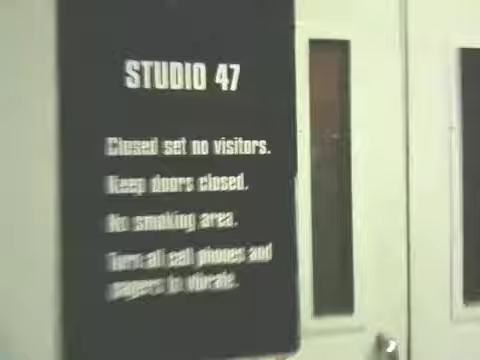 STUDIO 47
Closed set no visitors.
Keep doors closed.
No smoking area.
Turn all cell phones and
pagers to vibrate.